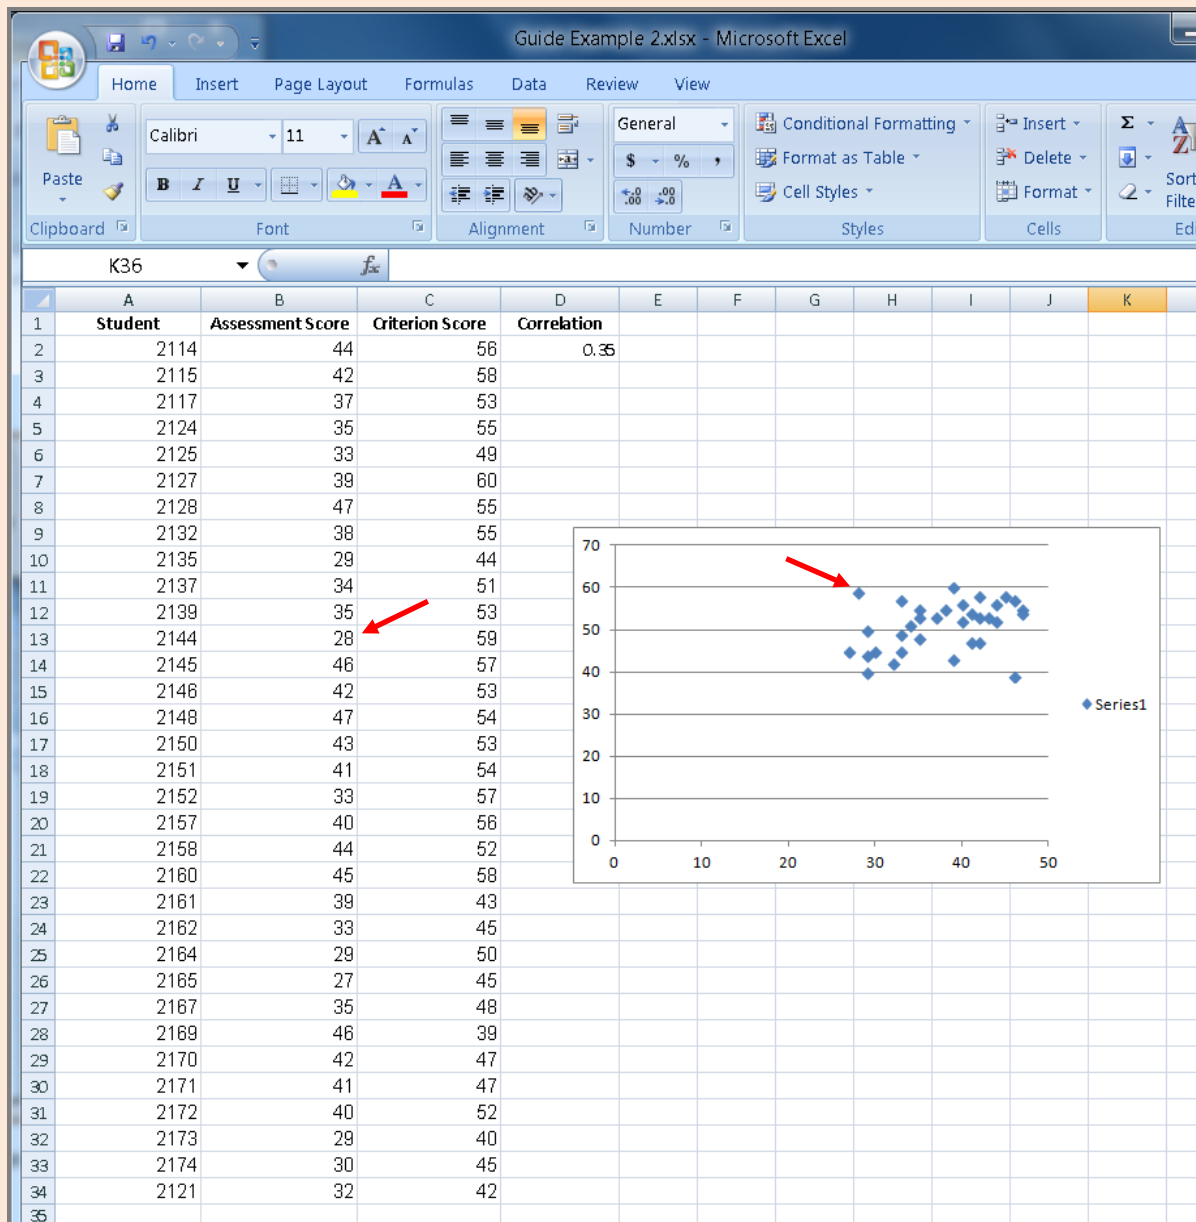 Guide Example 2.xlsx - Microsoft Excel
Home Insert Page Layout Formulas Data Review View
Calibri 11 A A General Conditional Formatting Insert Σ A Z
Paste B I U A $ % , Format as Table Delete
.0 .00 .00 .0 Cell Styles Format Sort
Filte
Clipboard Font Alignment Number Styles Cells Edi
K36 fx
A B C D E F G H I J K
1 Student Assessment Score Criterion Score Correlation
2 2114 44 56 0.35
3 2115 42 58
4 2117 37 53
5 2124 35 55
6 2125 33 49
7 2127 39 60
8 2128 47 55
9 2132 38 55
10 2135 29 44
11 2137 34 51
12 2139 35 53
13 2144 28 59
14 2145 46 57
15 2146 42 53
16 2148 47 54
17 2150 43 53
18 2151 41 54
19 2152 33 57
20 2157 40 56
21 2158 44 52
22 2160 45 58
23 2161 39 43
24 2162 33 45
25 2164 29 50
26 2165 27 45
27 2167 35 48
28 2169 46 39
29 2170 42 47
30 2171 41 47
31 2172 40 52
32 2173 29 40
33 2174 30 45
34 2121 32 42
35
70
60
50
40
30
20
10
0
0 10 20 30 40 50
Series1